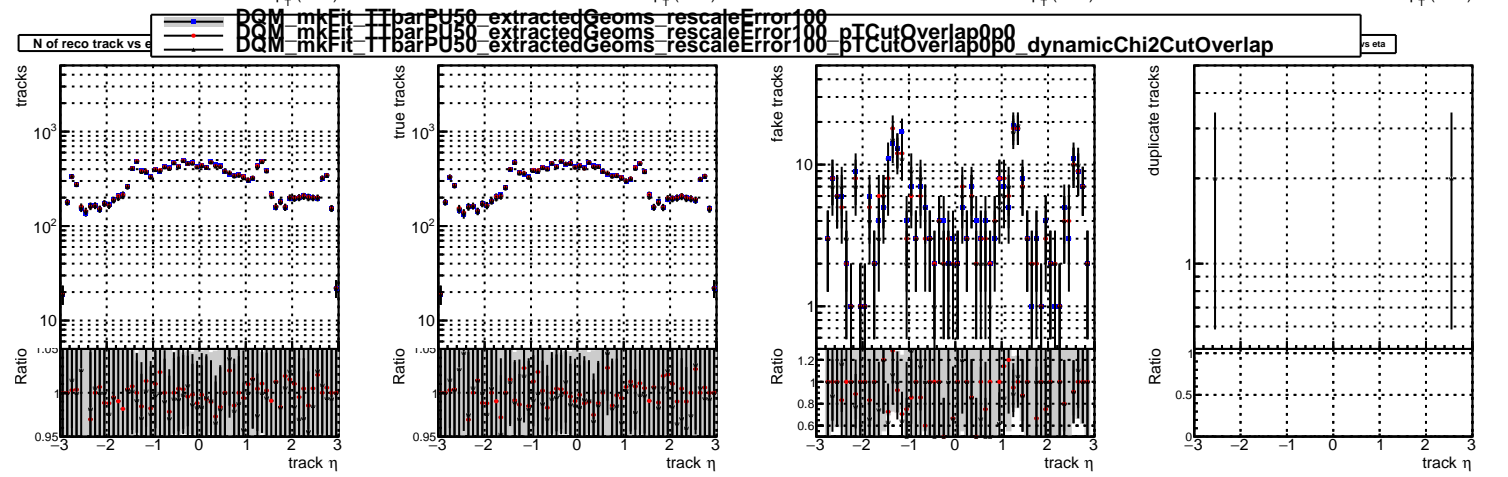 DQM_mkFit_TTbarPU50_extractedGeoms_rescaleError100
DQM_mkFit_TTbarPU50_extractedGeoms_rescaleError100_pTCutOverlap0p0
DQM_mkFit_TTbarPU50_extractedGeoms_rescaleError100_pTCutOverlap0p0_dynamicChi2CutOverlap
N of reco track vs e
vs eta
tracks
10³
10²
10
Ratio
1.05
1
0.95
−3 −2 −1 0 1 2 3
track η
true tracks
10³
10²
10
Ratio
1.05
1
0.95
−3 −2 −1 0 1 2 3
track η
fake tracks
10
1
Ratio
1.2
1
0.8
0.6
−3 −2 −1 0 1 2 3
track η
duplicate tracks
1
Ratio
1
0.5
0
−3 −2 −1 0 1 2 3
track η